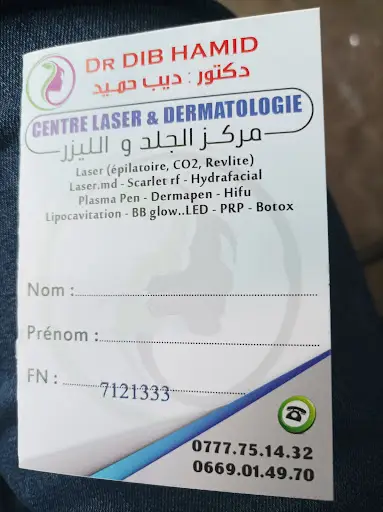 DR DIB HAMID
دكتور : ديب حميد
CENTRE LASER & DERMATOLOGIE
مركز الجلد و الليزر
Laser (épilatoire, CO2, Revlite)
Laser.md - Scarlet rf - Hydrafacial
Plasma Pen - Dermapen - Hifu
Lipocavitation - BB glow..LED - PRP - Botox
Nom :
Prénom :
FN : 7121333
0777.75.14.32
0669.01.49.70